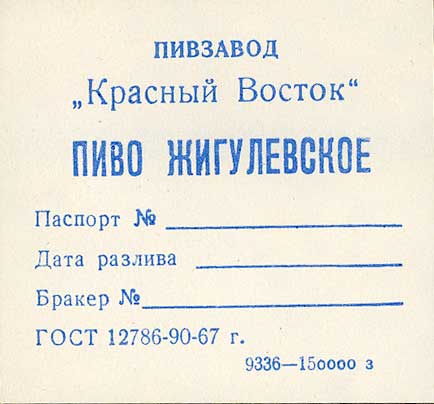 ПИВЗАВОД
„Красный Восток“
ПИВО ЖИГУЛЕВСКОЕ
Паспорт №
Дата разлива
Бракер №
ГОСТ 12786-90-67 г.
9336—150000 з